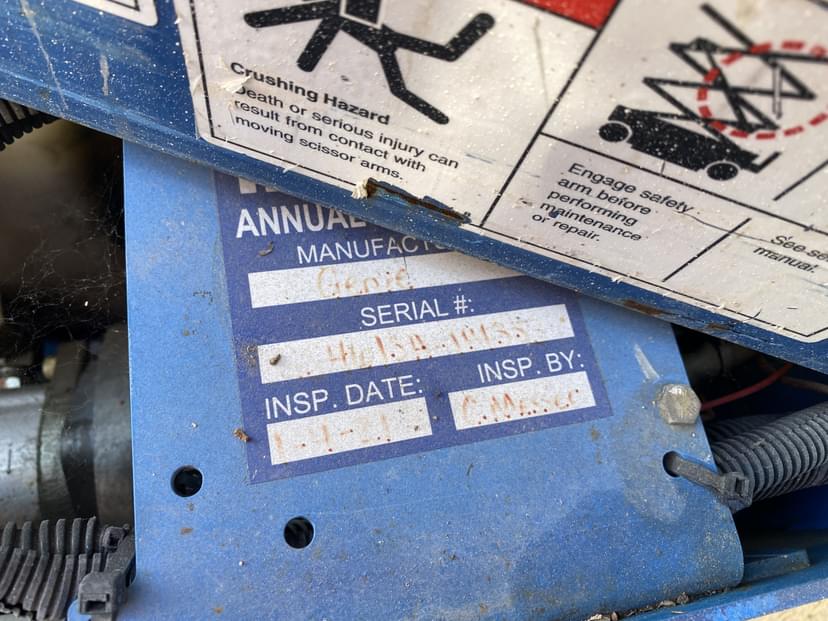 Crushing Hazard
Death or serious injury can
result from contact with
moving scissor arms.
Engage safety
arm before
performing
maintenance
or repair.
See
manual.
ANNUAL
Genie
SERIAL #:
INSP. DATE:
INSP. BY:
C. Messer